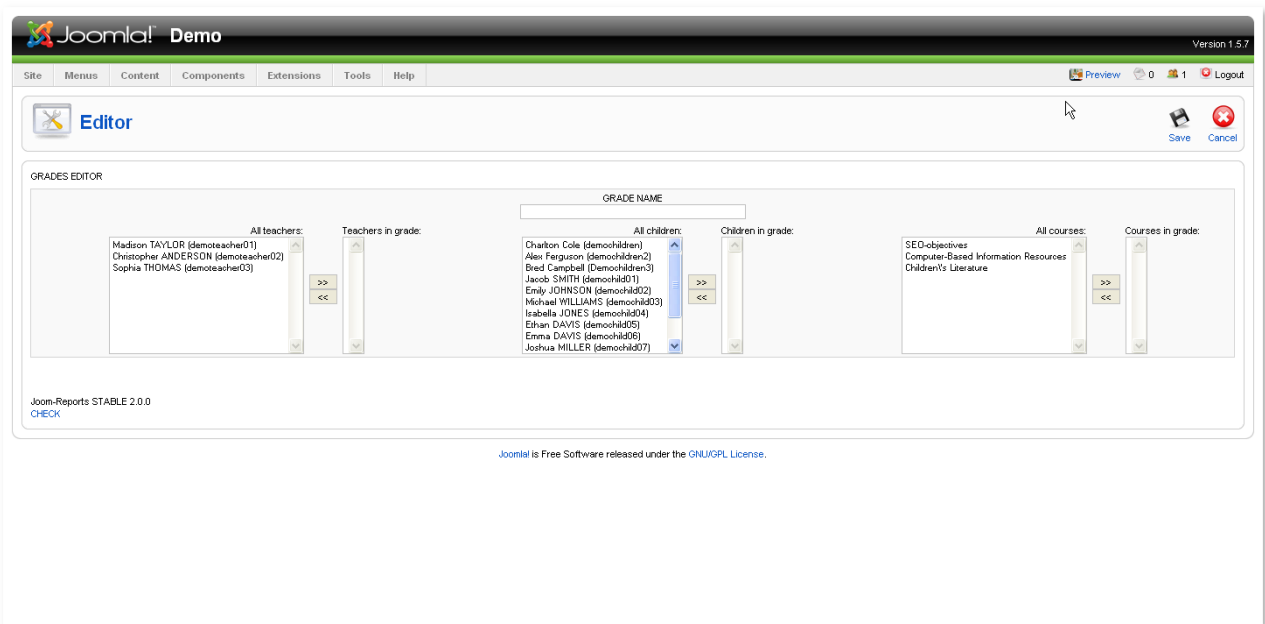 Joomla!™ Demo
Version 1.5.7
Site Menus Content Components Extensions Tools Help Preview 0 1 Logout
Editor
Save Cancel
GRADES EDITOR
GRADE NAME
All teachers: Teachers in grade: All children: Children in grade: All courses: Courses in grade:
Madison TAYLOR (demoteacher01)
Christopher ANDERSON (demoteacher02)
Sophia THOMAS (demoteacher03)
>>
<<
Charlton Cole (demochildren)
Alex Ferguson (demochildren2)
Bred Campbell (Demochildren3)
Jacob SMITH (demochild01)
Emily JOHNSON (demochild02)
Michael WILLIAMS (demochild03)
Isabella JONES (demochild04)
Ethan DAVIS (demochild05)
Emma DAVIS (demochild06)
Joshua MILLER (demochild07)
>>
<<
SEO-objectives
Computer-Based Information Resources
Children\'s Literature
>>
<<
Joom-Reports STABLE 2.0.0
CHECK
Joomla! is Free Software released under the GNU/GPL License.